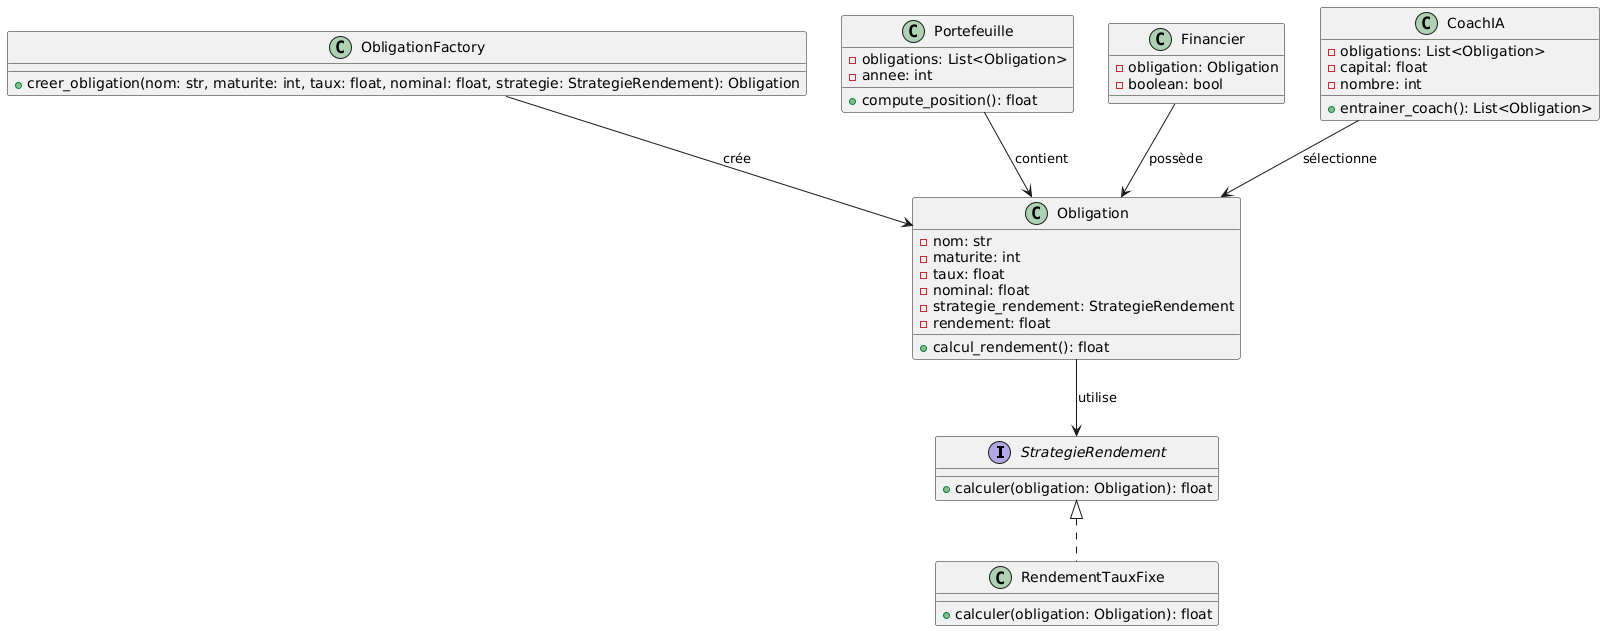 C ObligationFactory
creer_obligation(nom: str, maturite: int, taux: float, nominal: float, strategie: StrategieRendement): Obligation
C Portefeuille
obligations: List<Obligation>
annee: int
compute_position(): float
C Financier
obligation: Obligation
boolean: bool
C CoachIA
obligations: List<Obligation>
capital: float
nombre: int
entrainer_coach(): List<Obligation>
crée
contient
possède
sélectionne
C Obligation
nom: str
maturite: int
taux: float
nominal: float
strategie_rendement: StrategieRendement
rendement: float
calcul_rendement(): float
utilise
I StrategieRendement
calculer(obligation: Obligation): float
C RendementTauxFixe
calculer(obligation: Obligation): float